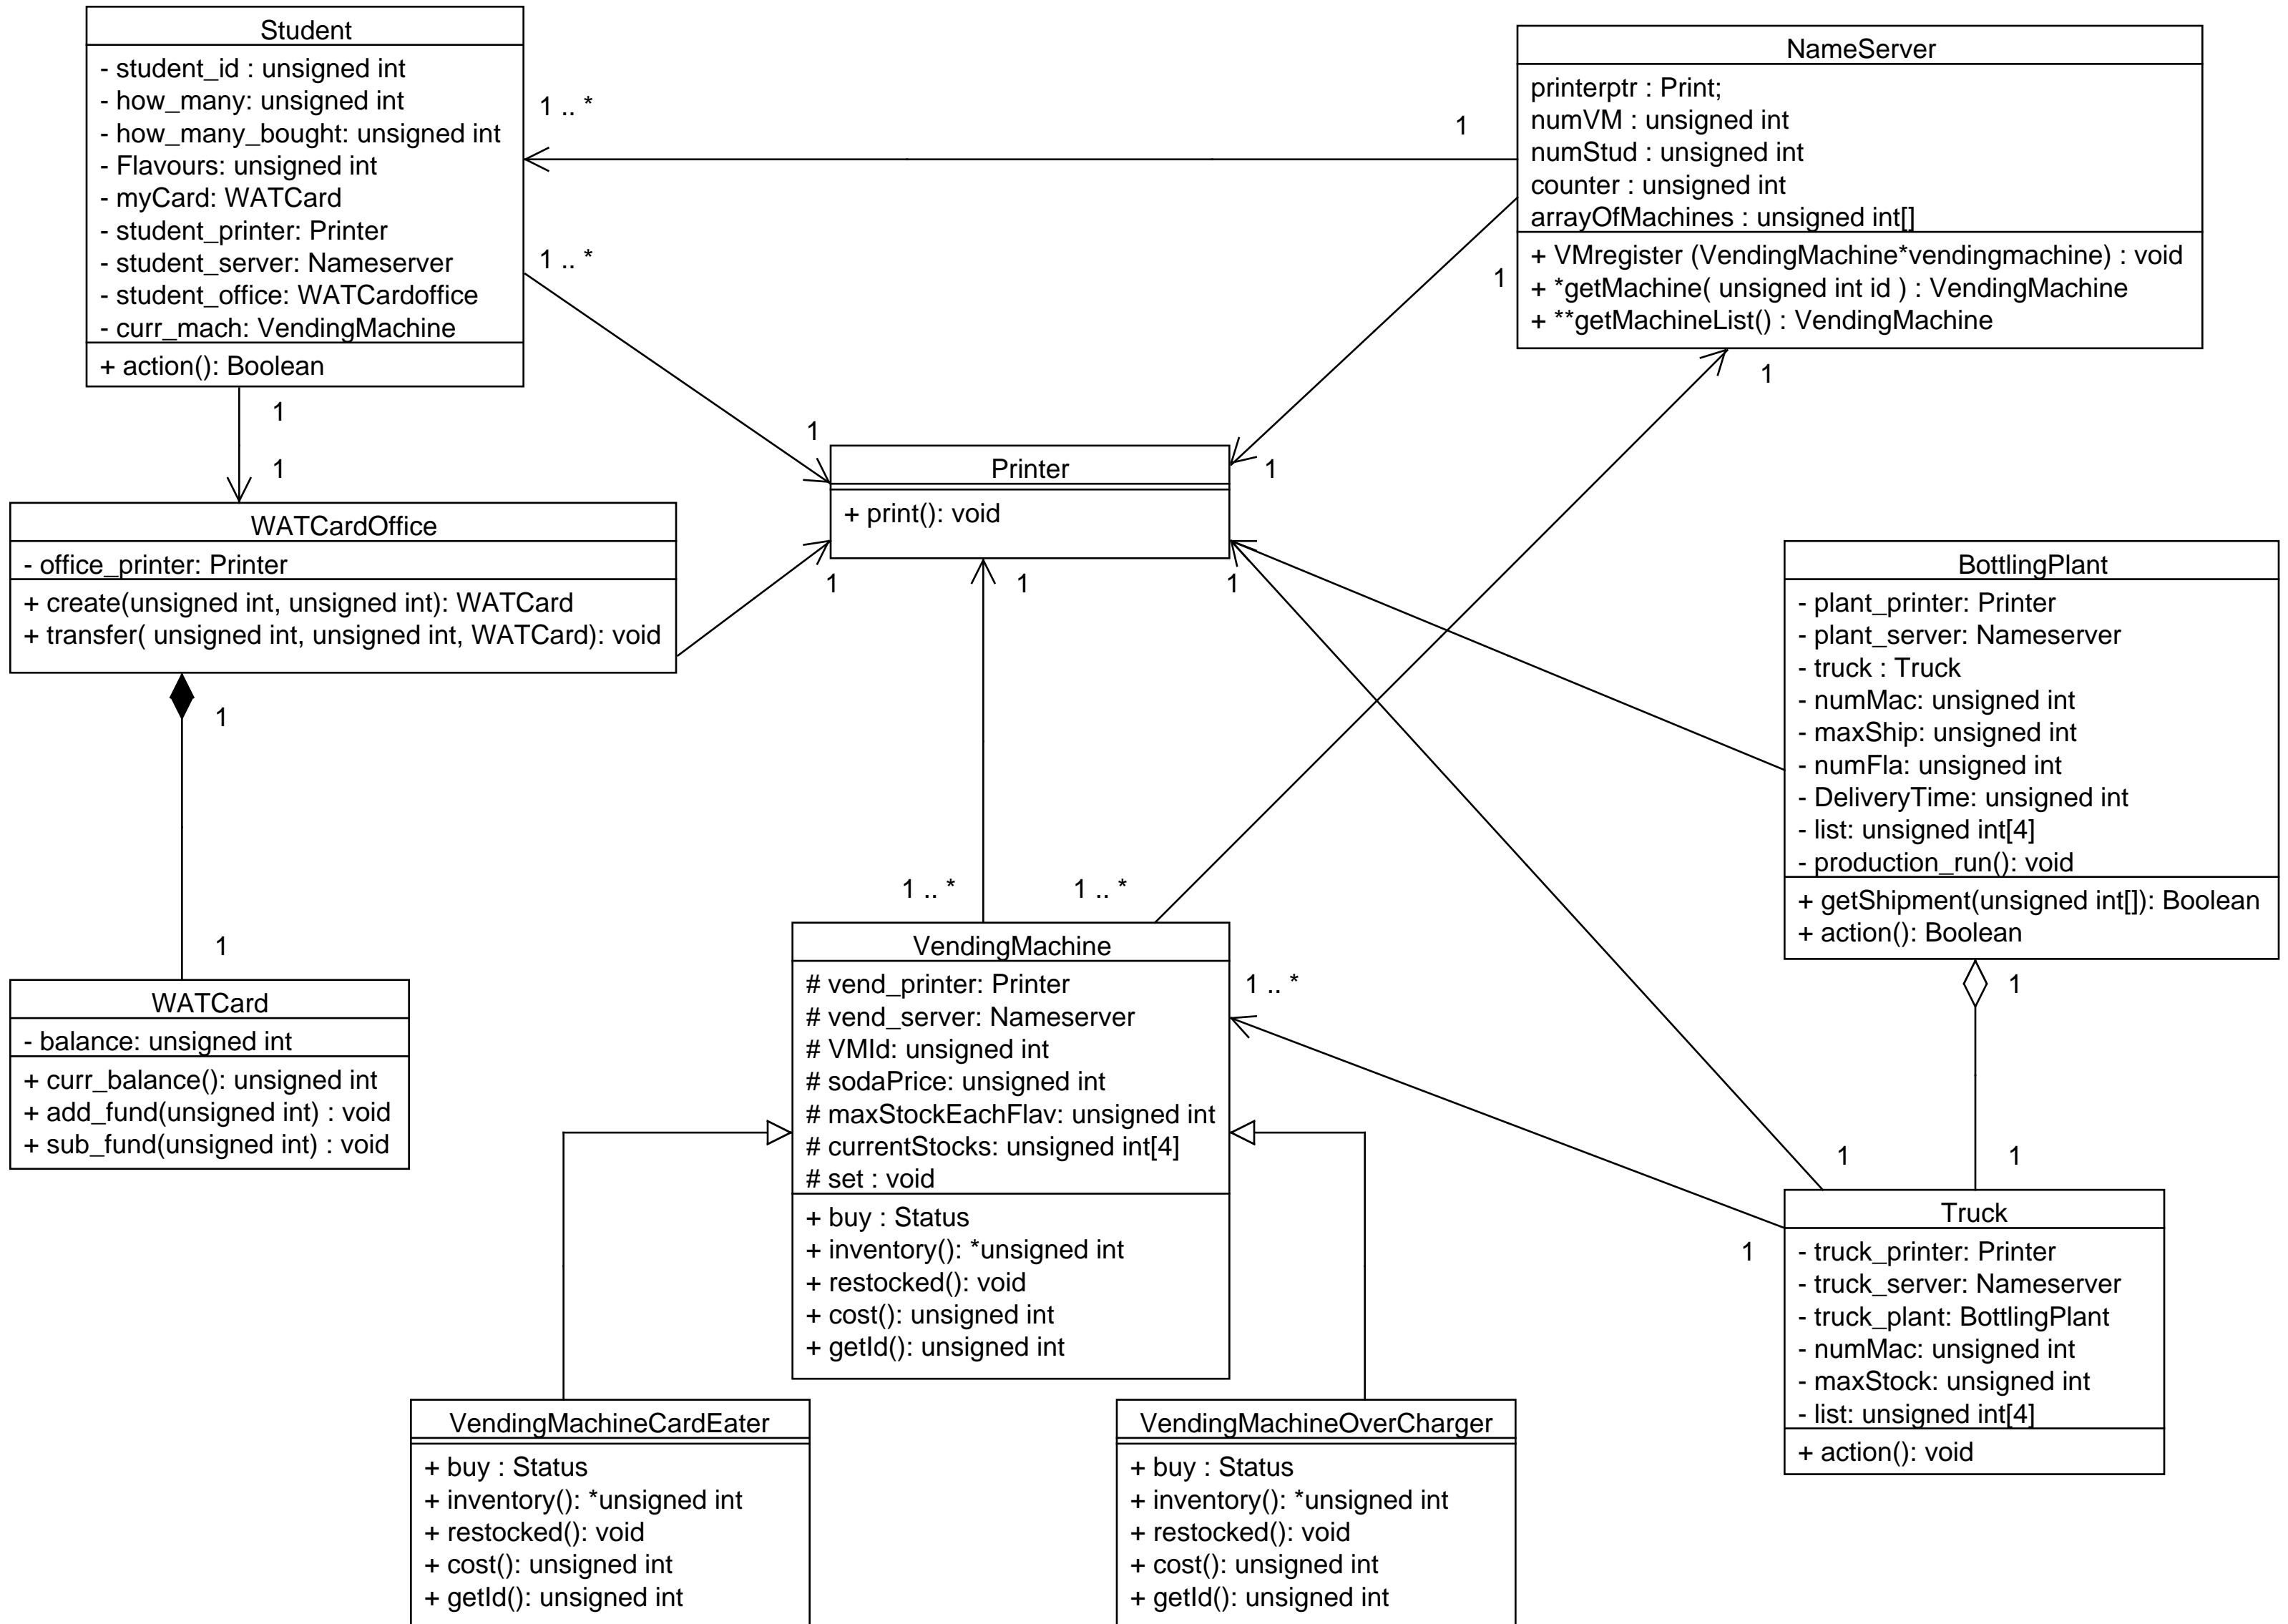 Student
- student_id : unsigned int
- how_many: unsigned int
- how_many_bought: unsigned int
- Flavours: unsigned int
- myCard: WATCard
- student_printer: Printer
- student_server: Nameserver
- student_office: WATCardoffice
- curr_mach: VendingMachine
+ action(): Boolean
1 .. *
1
1 .. *
NameServer
printerptr : Print;
numVM : unsigned int
numStud : unsigned int
counter : unsigned int
arrayOfMachines : unsigned int[]
+ VMregister (VendingMachine*vendingmachine) : void
+ *getMachine( unsigned int id ) : VendingMachine
+ **getMachineList() : VendingMachine
1
1
1
1
1
1
Printer
+ print(): void
1
1
1
1
WATCardOffice
- office_printer: Printer
+ create(unsigned int, unsigned int): WATCard
+ transfer( unsigned int, unsigned int, WATCard): void
1
1
WATCard
- balance: unsigned int
+ curr_balance(): unsigned int
+ add_fund(unsigned int) : void
+ sub_fund(unsigned int) : void
BottlingPlant
- plant_printer: Printer
- plant_server: Nameserver
- truck : Truck
- numMac: unsigned int
- maxShip: unsigned int
- numFla: unsigned int
- DeliveryTime: unsigned int
- list: unsigned int[4]
- production_run(): void
+ getShipment(unsigned int[]): Boolean
+ action(): Boolean
1
1 .. *
1 .. *
VendingMachine
# vend_printer: Printer
# vend_server: Nameserver
# VMId: unsigned int
# sodaPrice: unsigned int
# maxStockEachFlav: unsigned int
# currentStocks: unsigned int[4]
# set : void
+ buy : Status
+ inventory(): *unsigned int
+ restocked(): void
+ cost(): unsigned int
+ getId(): unsigned int
1 .. *
1
1
1
Truck
- truck_printer: Printer
- truck_server: Nameserver
- truck_plant: BottlingPlant
- numMac: unsigned int
- maxStock: unsigned int
- list: unsigned int[4]
+ action(): void
VendingMachineCardEater
+ buy : Status
+ inventory(): *unsigned int
+ restocked(): void
+ cost(): unsigned int
+ getId(): unsigned int
VendingMachineOverCharger
+ buy : Status
+ inventory(): *unsigned int
+ restocked(): void
+ cost(): unsigned int
+ getId(): unsigned int